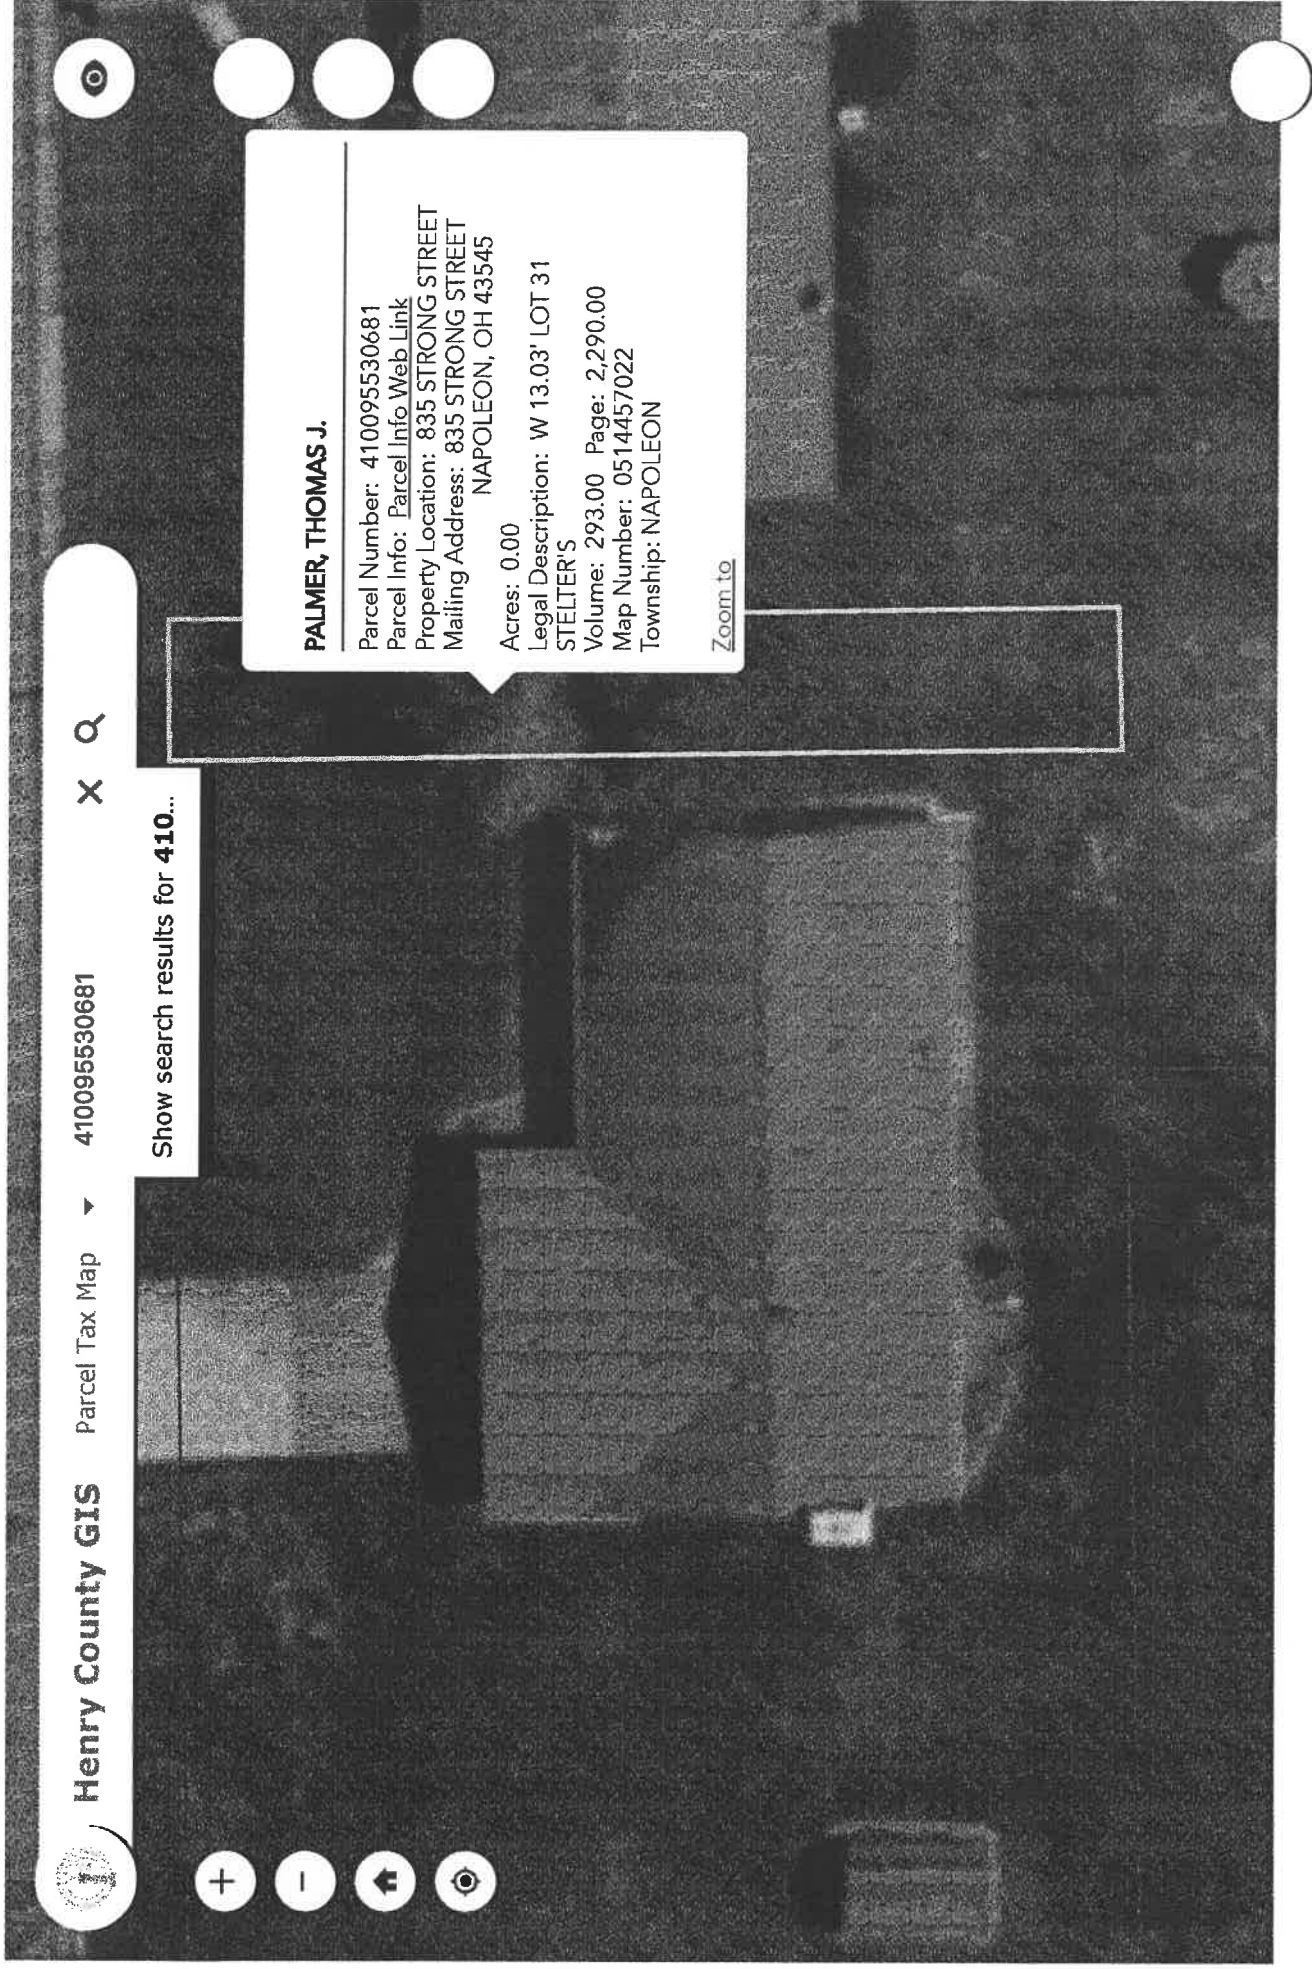 Henry County GIS
Parcel Tax Map
410095530681
Show search results for 410...
PALMER, THOMAS J.
Parcel Number: 410095530681
Parcel Info: Parcel Info Web Link
Property Location: 835 STRONG STREET
Mailing Address: 835 STRONG STREET
NAPOLEON, OH 43545
Acres: 0.00
Legal Description: W 13.03' LOT 31
STELTER'S
Volume: 293.00 Page: 2,290.00
Map Number: 0514457022
Township: NAPOLEON
Zoom to